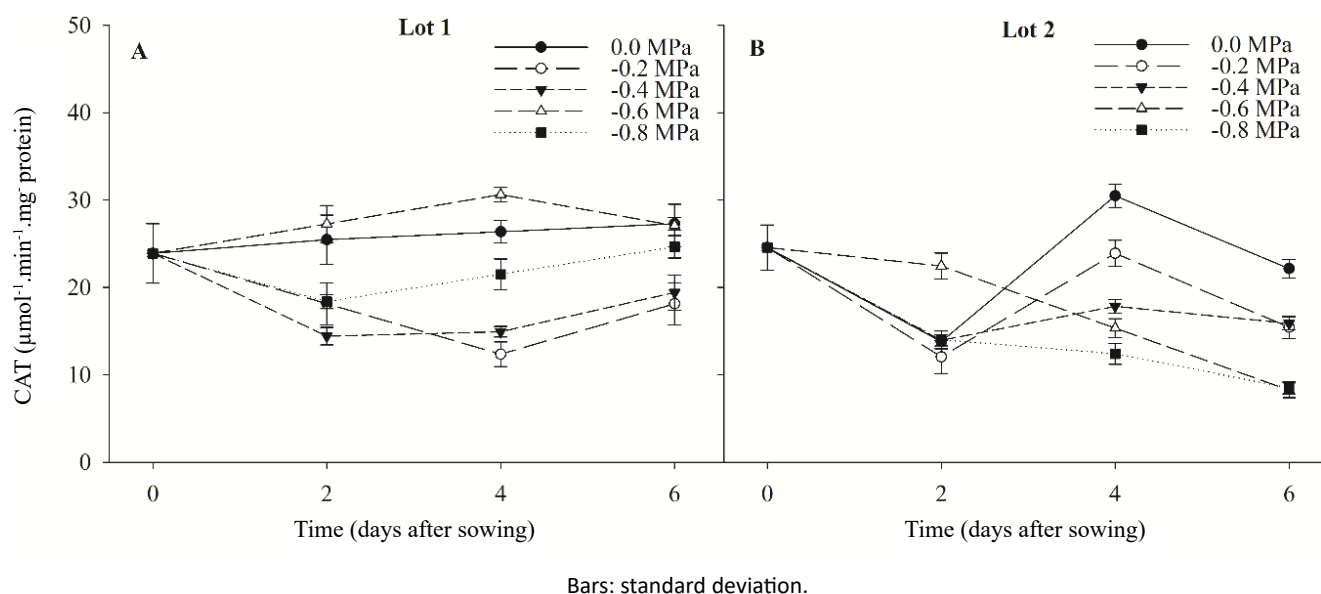 Lot 1
A
0.0 MPa
-0.2 MPa
-0.4 MPa
-0.6 MPa
-0.8 MPa
Lot 2
B
0.0 MPa
-0.2 MPa
-0.4 MPa
-0.6 MPa
-0.8 MPa
CAT (µmol⁻¹.min⁻¹.mg⁻protein)
50
40
30
20
10
0
0 2 4 6
0 2 4 6
Time (days after sowing)
Time (days after sowing)
Bars: standard deviation.